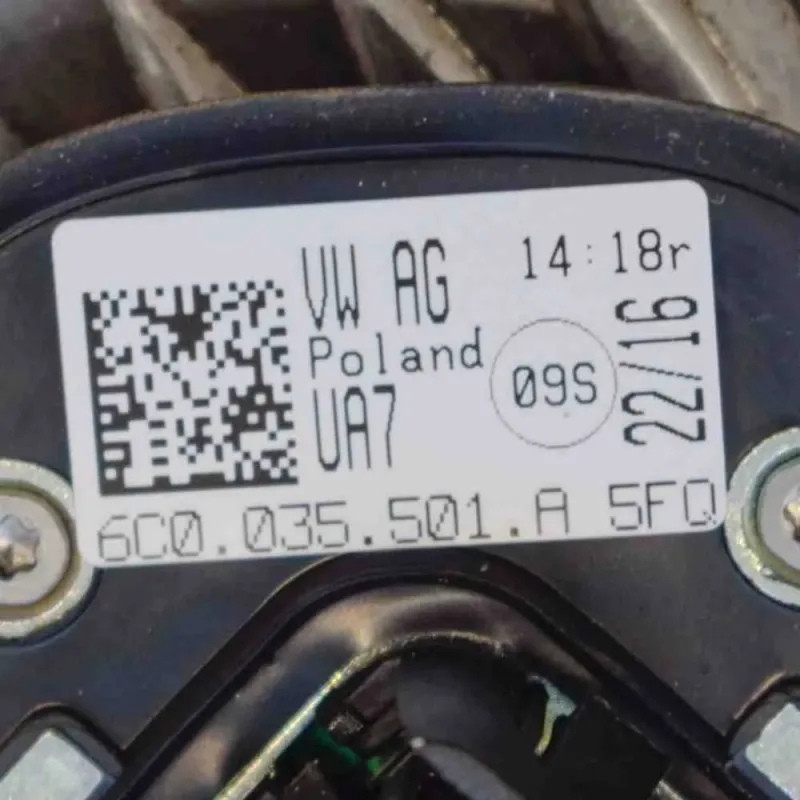 VW AG
14:18r
Poland
UA7
09S
22/16
6C0.035.501.A 5FQ